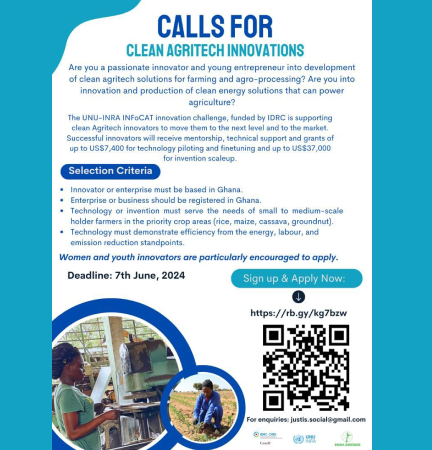 CALLS FOR
CLEAN AGRITECH INNOVATIONS
Are you a passionate innovator and young entrepreneur into development
of clean agritech solutions for farming and agro-processing? Are you into
innovation and production of clean energy solutions that can power
agriculture?
The UNU-INRA INFoCAT innovation challenge, funded by IDRC is supporting
clean Agritech innovators to move them to the next level and to the market.
Successful innovators will receive mentorship, technical support and grants of
up to US$7,400 for technology piloting and finetuning and up to US$37,000
for invention scaleup.
Selection Criteria
• Innovator or enterprise must be based in Ghana.
• Enterprise or business should be registered in Ghana.
• Technology or invention must serve the needs of small to medium-scale
holder farmers in the priority crop areas (rice, maize, cassava, groundnut).
• Technology must demonstrate efficiency from the energy, labour, and
emission reduction standpoints.
Women and youth innovators are particularly encouraged to apply.
Deadline: 7th June, 2024
Sign up & Apply Now:
https://rb.gy/kg7bzw
For enquiries: justis.social@gmail.com
Canada
UNU